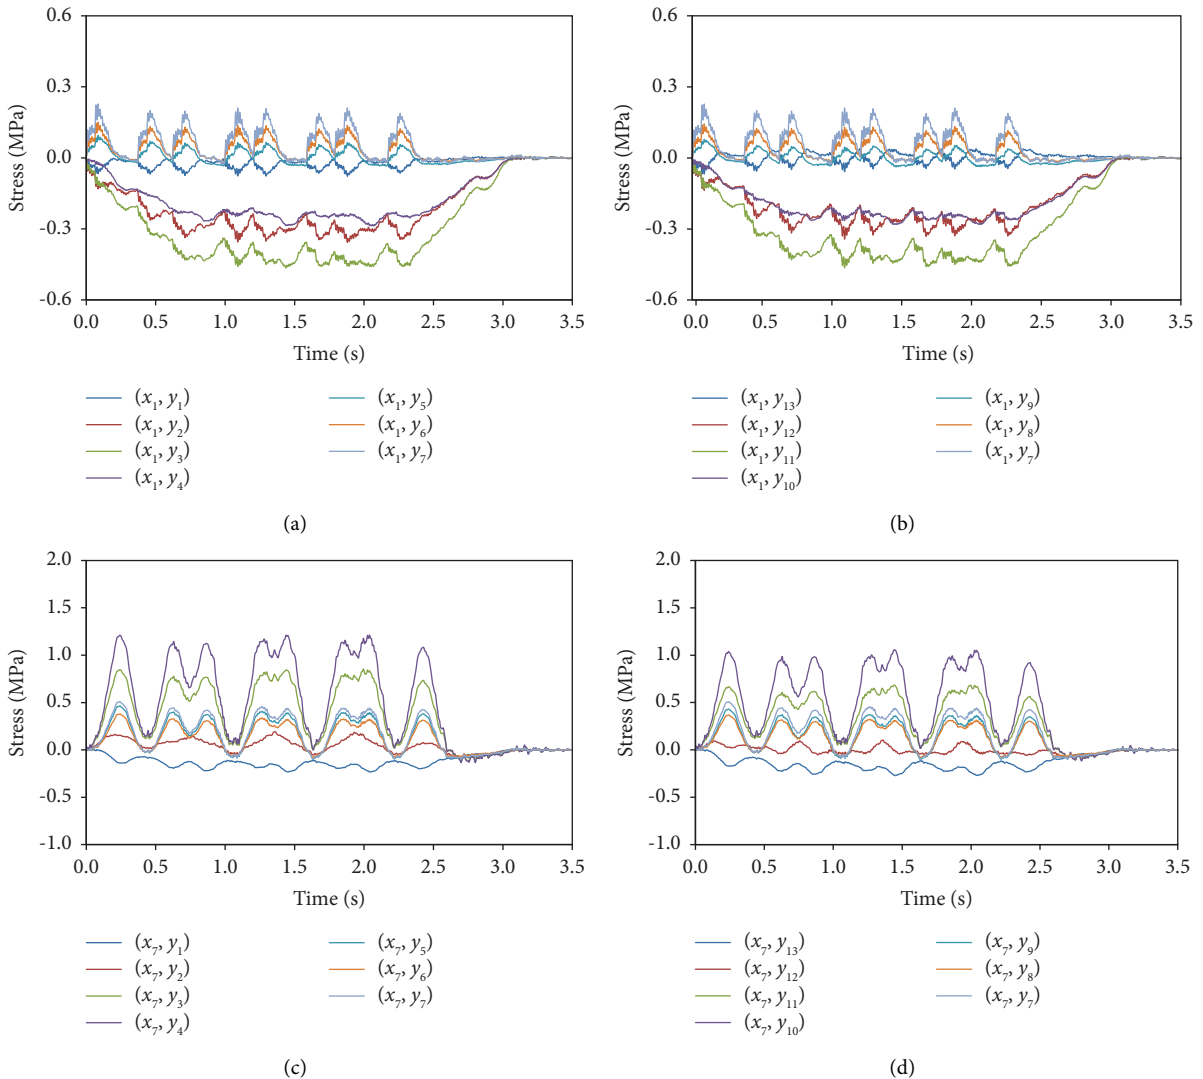 0.6
0.3
0.0
-0.3
-0.6
Stress (MPa)
0.0 0.5 1.0 1.5 2.0 2.5 3.0 3.5
Time (s)
(x₁, y₁) (x₁, y₅)
(x₁, y₂) (x₁, y₆)
(x₁, y₃) (x₁, y₇)
(x₁, y₄)
(a)
0.6
0.3
0.0
-0.3
-0.6
Stress (MPa)
0.0 0.5 1.0 1.5 2.0 2.5 3.0 3.5
Time (s)
(x₁, y₁₃) (x₁, y₉)
(x₁, y₁₂) (x₁, y₈)
(x₁, y₁₁) (x₁, y₇)
(x₁, y₁₀)
(b)
2.0
1.5
1.0
0.5
0.0
-0.5
-1.0
Stress (MPa)
0.0 0.5 1.0 1.5 2.0 2.5 3.0 3.5
Time (s)
(x₇, y₁) (x₇, y₅)
(x₇, y₂) (x₇, y₆)
(x₇, y₃) (x₇, y₇)
(x₇, y₄)
(c)
2.0
1.5
1.0
0.5
0.0
-0.5
-1.0
Stress (MPa)
0.0 0.5 1.0 1.5 2.0 2.5 3.0 3.5
Time (s)
(x₇, y₁₃) (x₇, y₉)
(x₇, y₁₂) (x₇, y₈)
(x₇, y₁₁) (x₇, y₇)
(x₇, y₁₀)
(d)